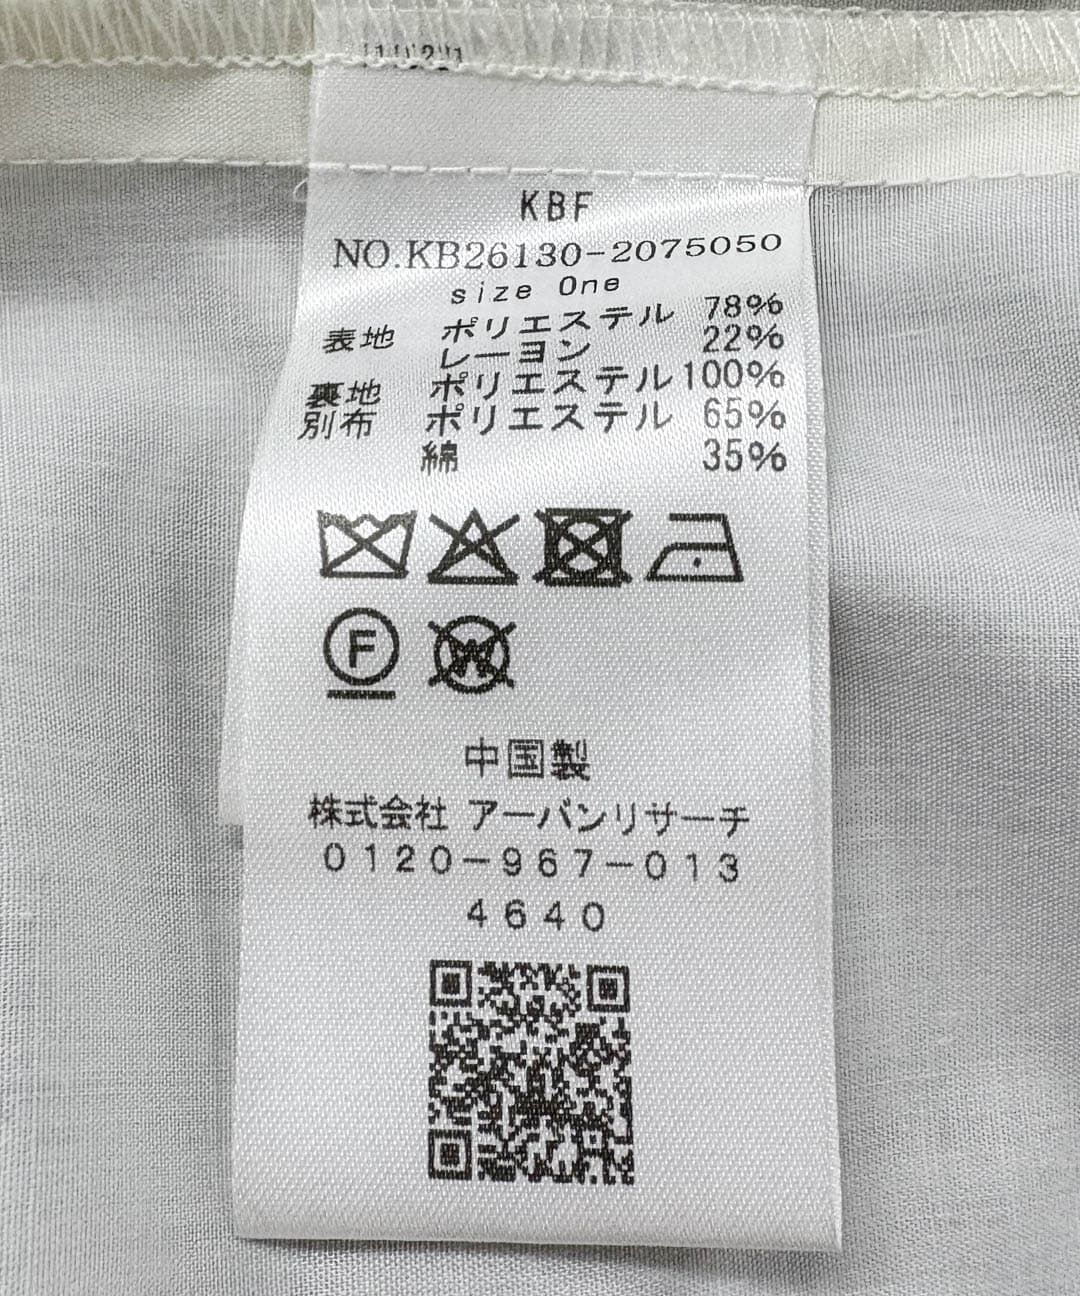 KBF
NO.KB26130-2075050
size One
表地 ポリエステル 78%
レーヨン 22%
裏地 ポリエステル 100%
別布 ポリエステル 65%
綿 35%
F
W
中国製
株式会社 アーバンリサーチ
0120-967-013
4640